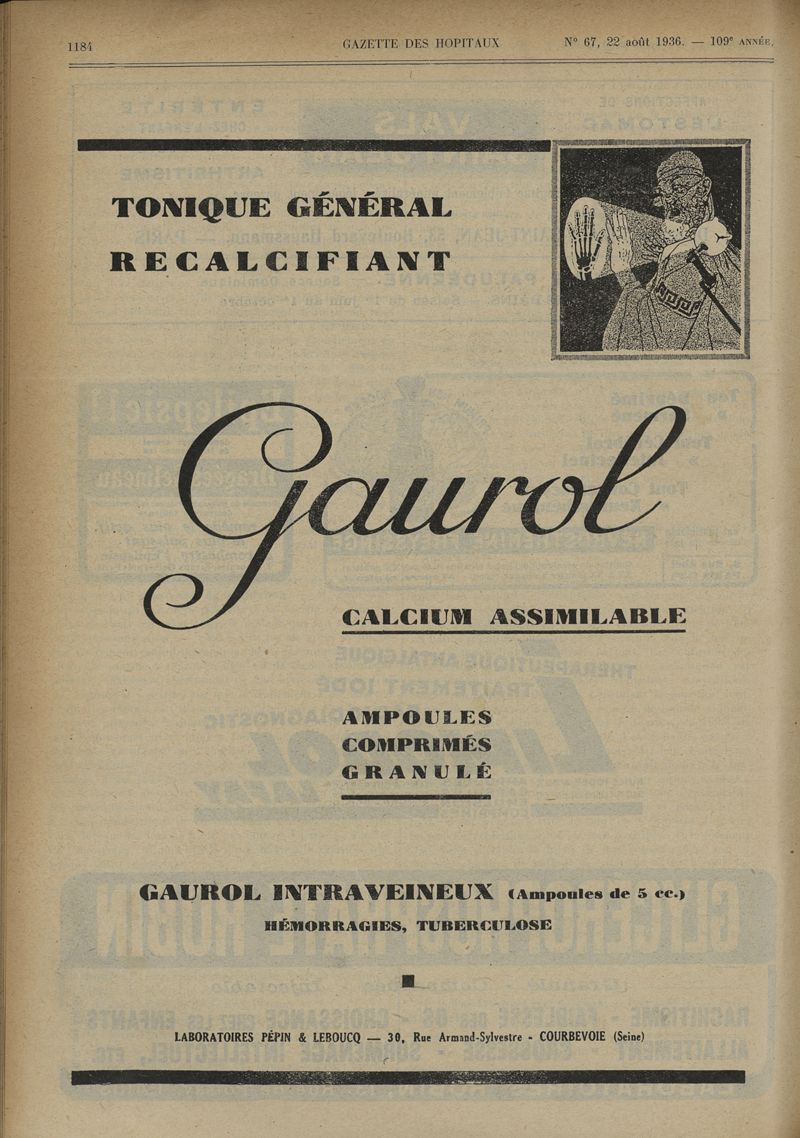 1184 GAZETTE DES HOPITAUX N° 67, 22 août 1936. — 109e ANNÉE.
TONIQUE GÉNÉRAL
RECALCIFIANT
Gaurol
CALCIUM ASSIMILABLE
AMPOULES
COMPRIMÉS
GRANULÉ
GAUROL INTRAVEINEUX (Ampoules de 5 cc.)
HÉMORRAGIES, TUBERCULOSE
LABORATOIRES PÉPIN & LEBOUCQ — 30, Rue Armand-Sylvestre - COURBEVOIE (Seine)